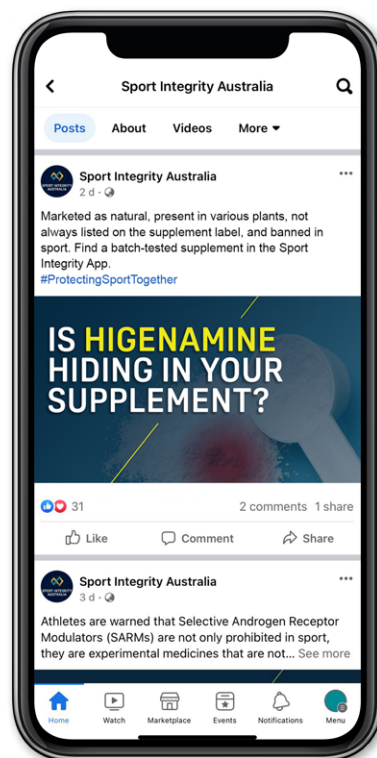 Sport Integrity Australia
Posts About Videos More
Sport Integrity Australia
2 d ·
Marketed as natural, present in various plants, not
always listed on the supplement label, and banned in
sport. Find a batch-tested supplement in the Sport
Integrity App.
#ProtectingSportTogether
IS HIGENAMINE
HIDING IN YOUR
SUPPLEMENT?
31 2 comments 1 share
Like Comment Share
Sport Integrity Australia
3 d ·
Athletes are warned that Selective Androgen Receptor
Modulators (SARMs) are not only prohibited in sport,
they are experimental medicines that are not... See more
Home Watch Marketplace Events Notifications Menu